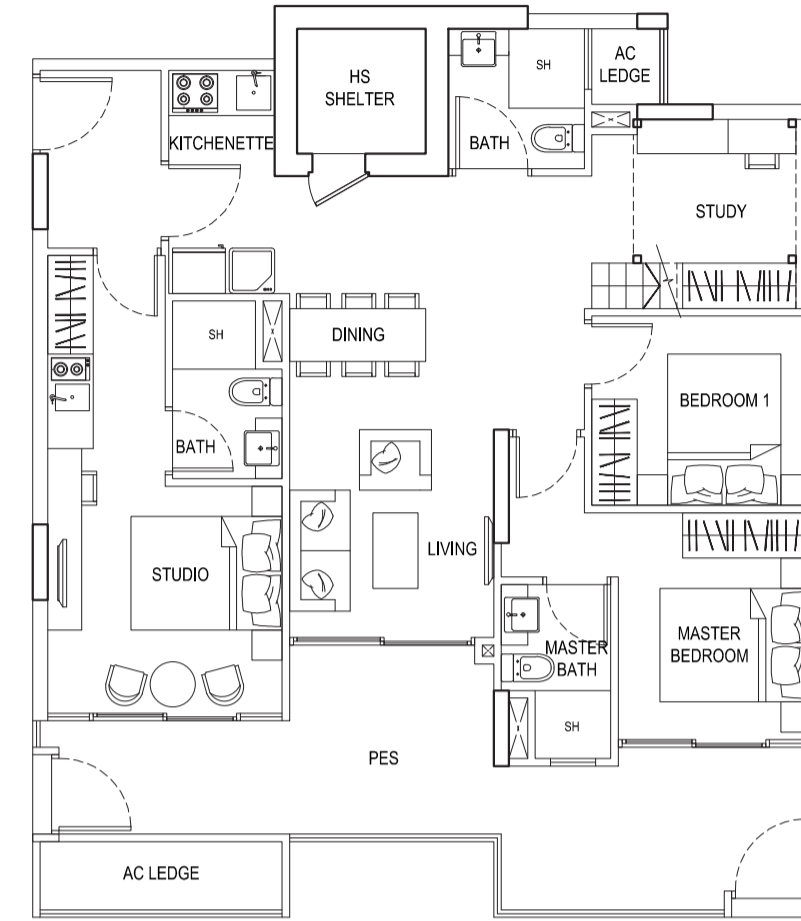 HS
SHELTER
SH
AC
LEDGE
KITCHENETTE
BATH
STUDY
SH
DINING
BEDROOM 1
BATH
LIVING
STUDIO
MASTER
BATH
MASTER
BEDROOM
SH
PES
AC LEDGE